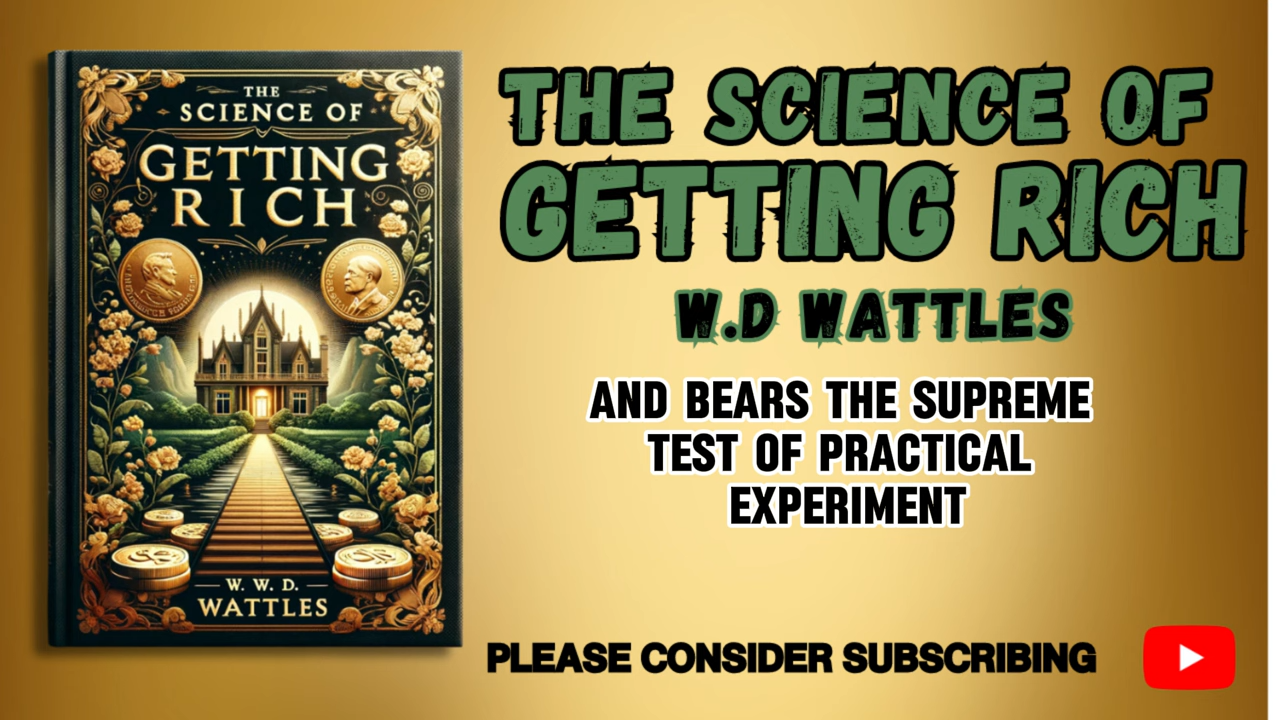 THE
SCIENCE OF
GETTING
RICH
W. W. D.
WATTLES
THE SCIENCE OF
GETTING RICH
W.D WATTLES
AND BEARS THE SUPREME
TEST OF PRACTICAL
EXPERIMENT
PLEASE CONSIDER SUBSCRIBING